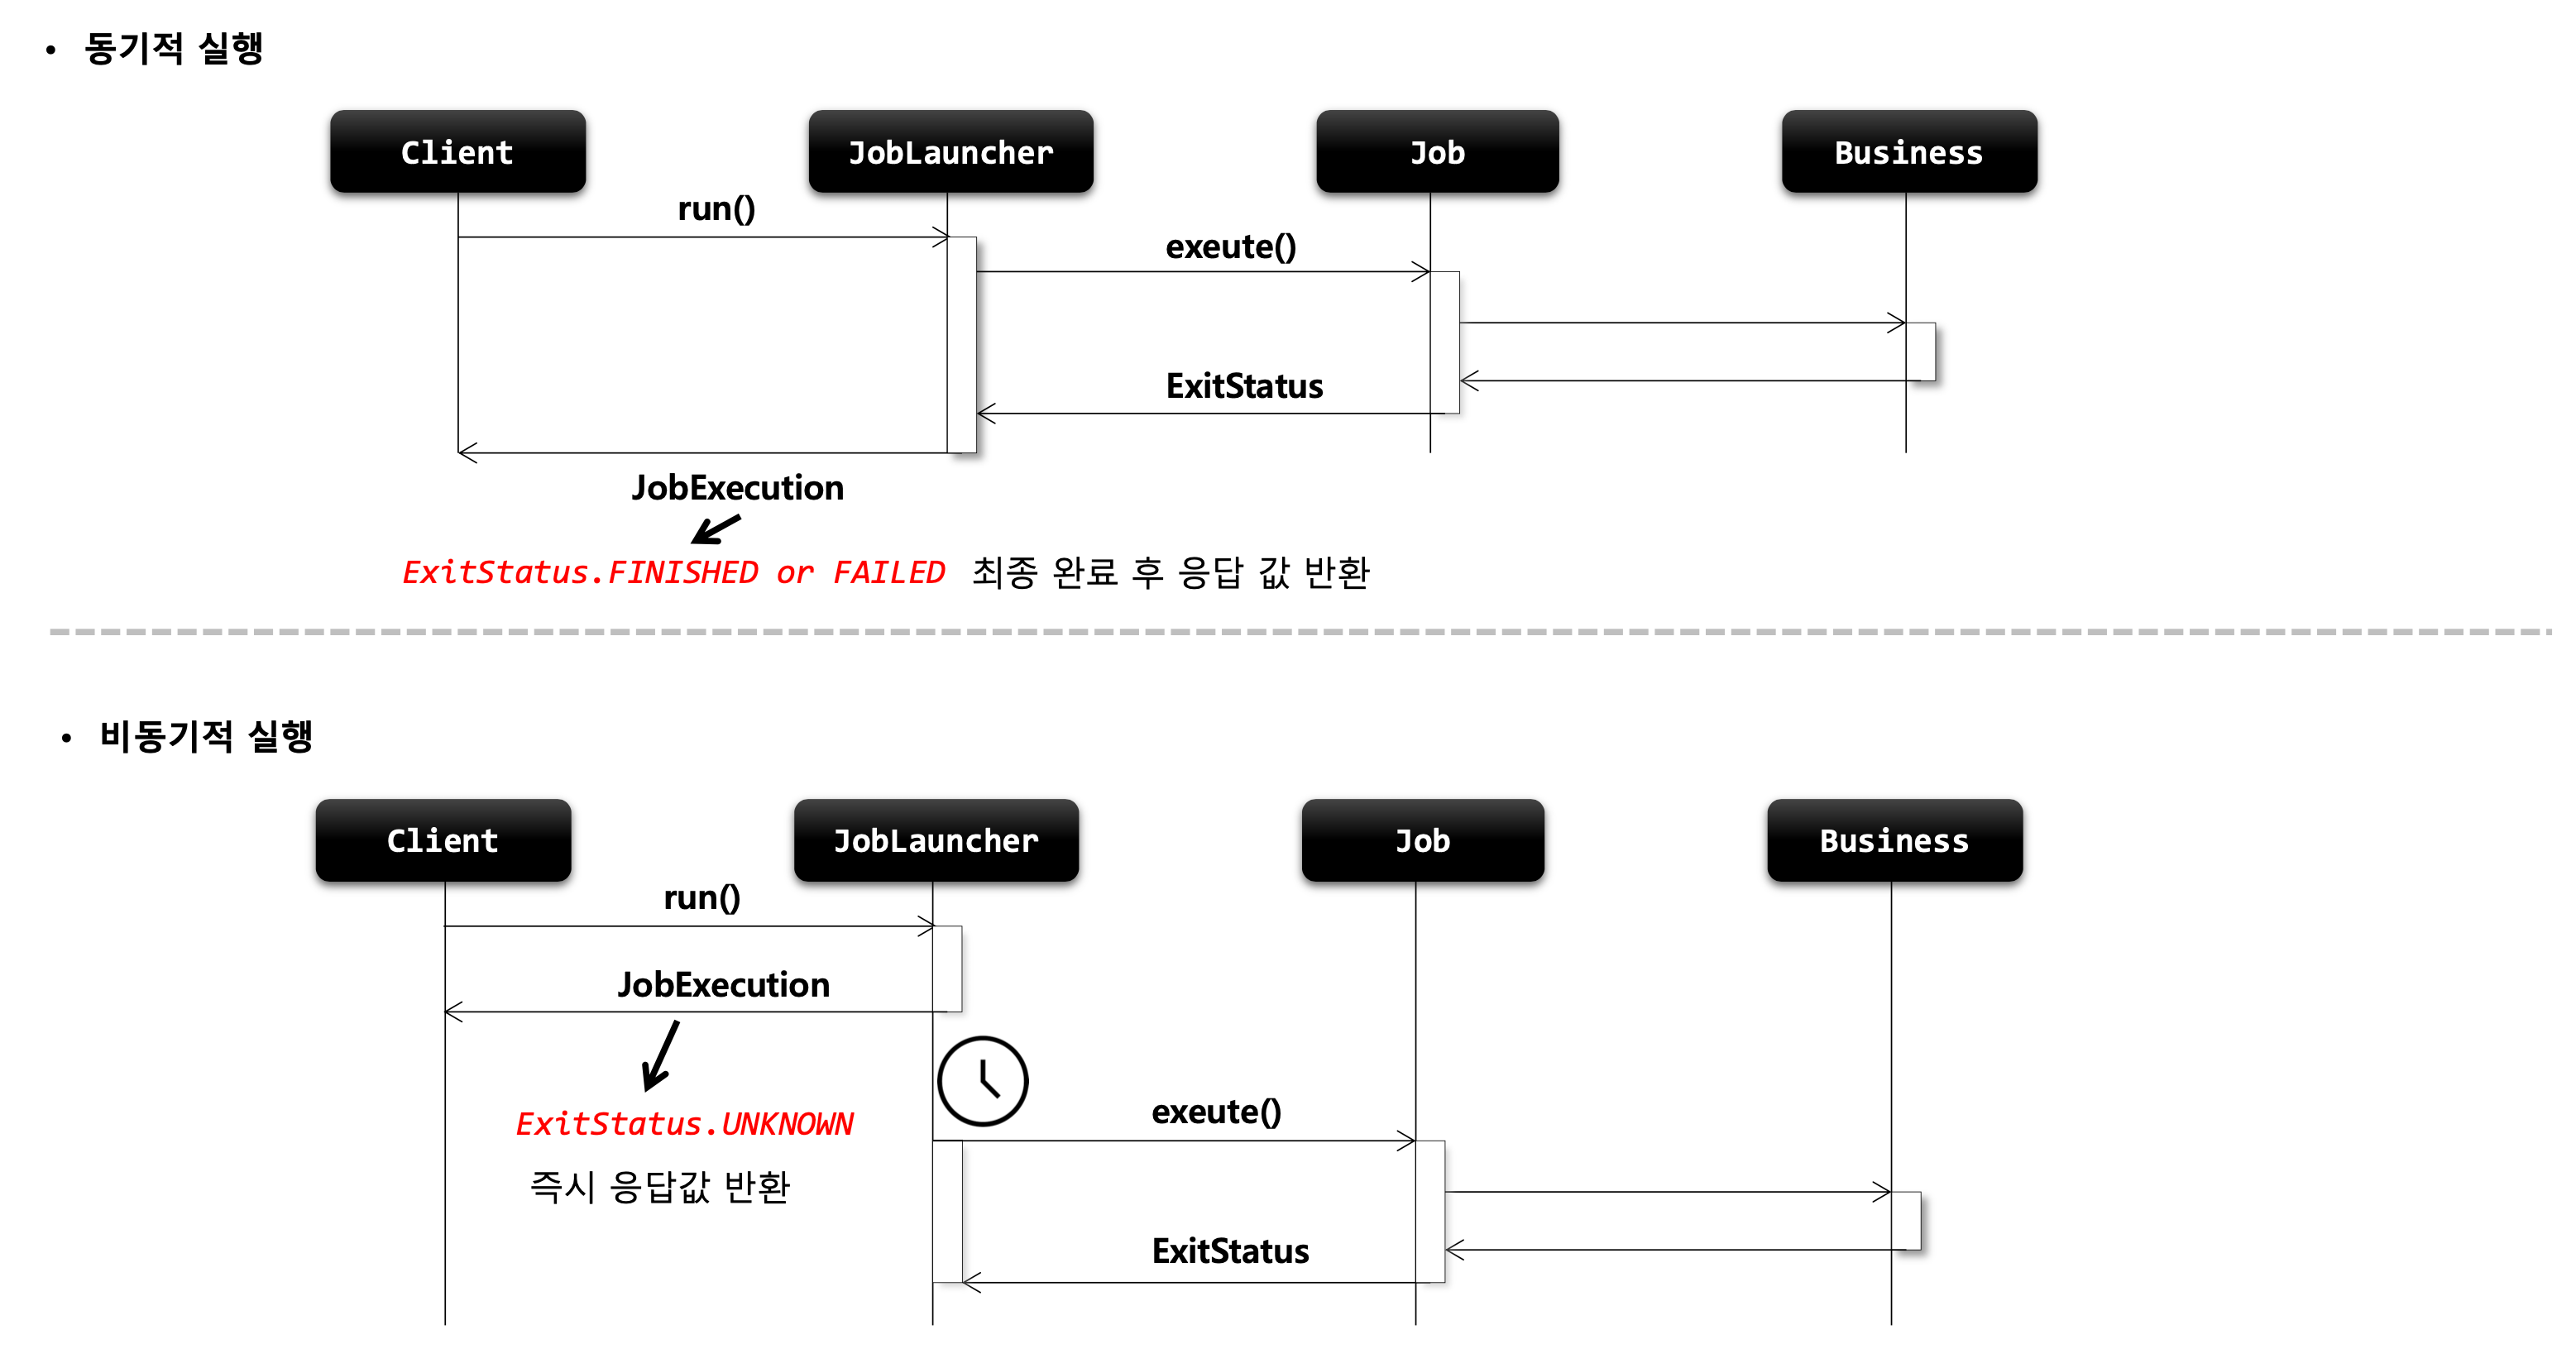 • 동기적 실행
Client JobLauncher Job Business
run()
exeute()
ExitStatus
JobExecution
ExitStatus.FINISHED or FAILED 최종 완료 후 응답 값 반환
• 비동기적 실행
Client JobLauncher Job Business
run()
JobExecution
exeute()
ExitStatus.UNKNOWN
즉시 응답값 반환
ExitStatus